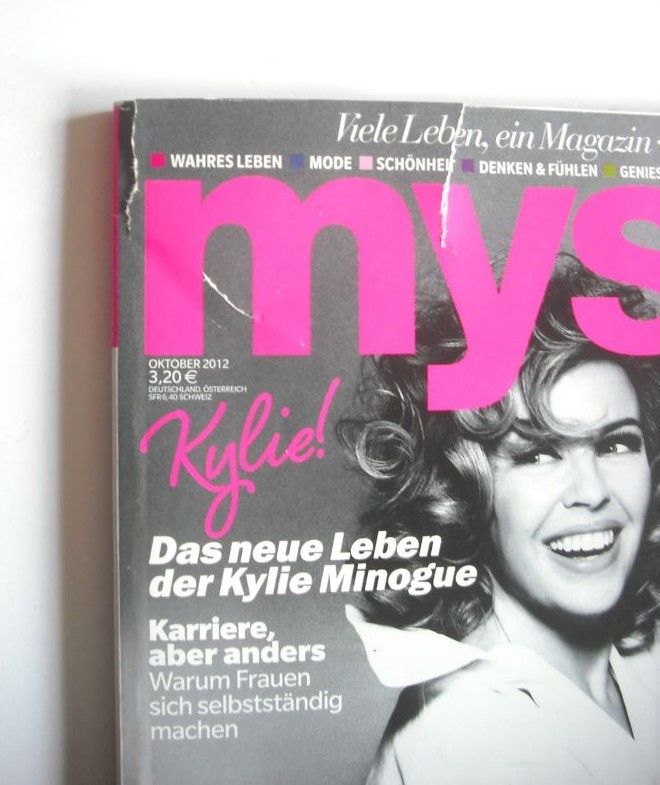 Viele Leben, ein Magazin
WAHRES LEBEN MODE SCHÖNHEIT DENKEN & FÜHLEN GENIES
mys
OKTOBER 2012
3,20 €
DEUTSCHLAND, ÖSTERREICH
SFR 6,40 SCHWEIZ
Kylie!
Das neue Leben
der Kylie Minogue
Karriere,
aber anders
Warum Frauen
sich selbstständig
machen